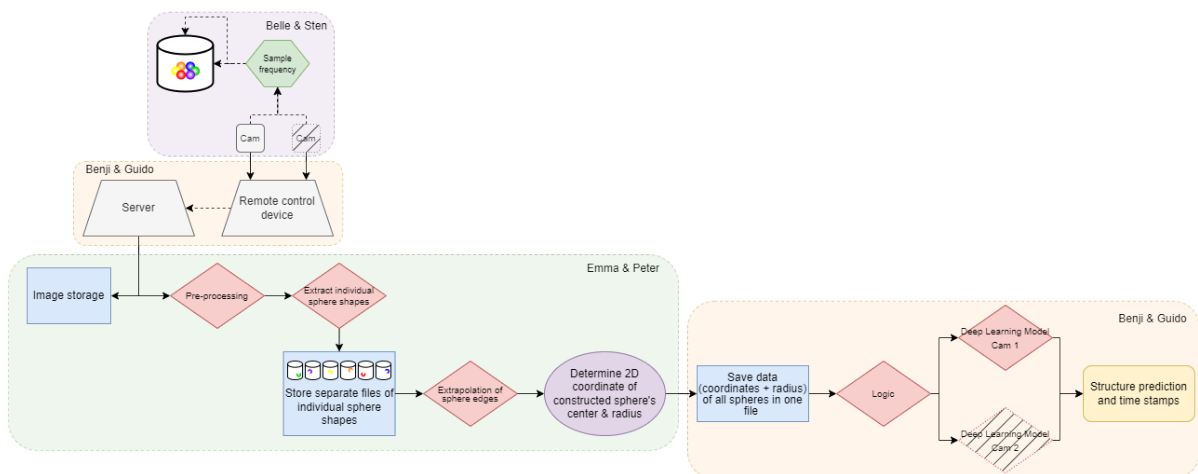 Belle & Sten
Sample
frequency
Cam
Cam
Benji & Guido
Server
Remote control
device
Emma & Peter
Image storage
Pre-processing
Extract individual
sphere shapes
Store separate files of
individual sphere
shapes
Extrapolation of
sphere edges
Determine 2D
coordinate of
constructed sphere's
center & radius
Benji & Guido
Save data
(coordinates + radius)
of all spheres in one
file
Logic
Deep Learning Model
Cam 1
Deep Learning Model
Cam 2
Structure prediction
and time stamps